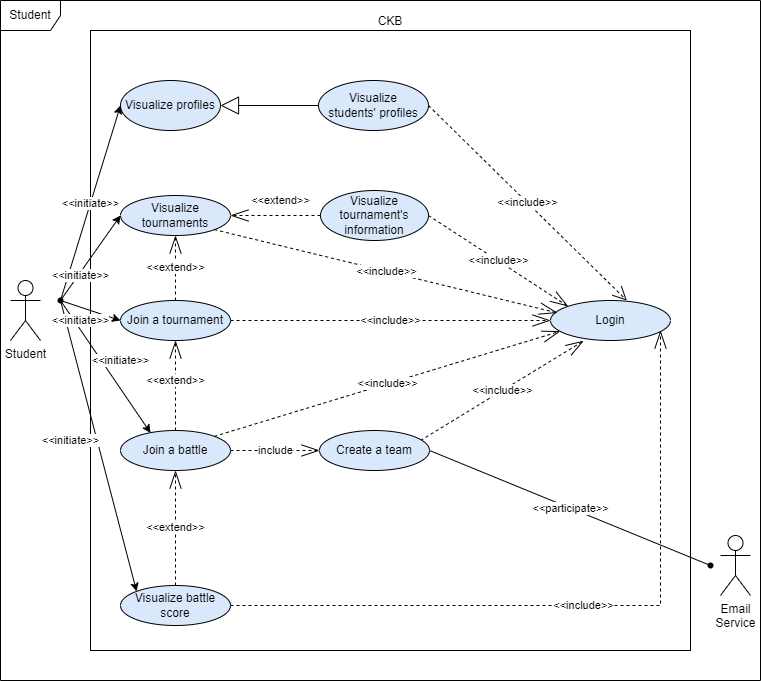 Student
CKB
Visualize profiles
Visualize
students' profiles
<<initiate>>
<<include>>
Visualize
tournaments
<<extend>>
Visualize
tournament's
information
<<include>>
<<initiate>>
<<extend>>
<<include>>
Student
<<initiate>>
Join a tournament
<<include>>
Login
<<initiate>>
<<extend>>
<<include>>
<<include>>
<<initiate>>
Join a battle
include
Create a team
<<participate>>
<<extend>>
Visualize battle
score
<<include>>
Email
Service